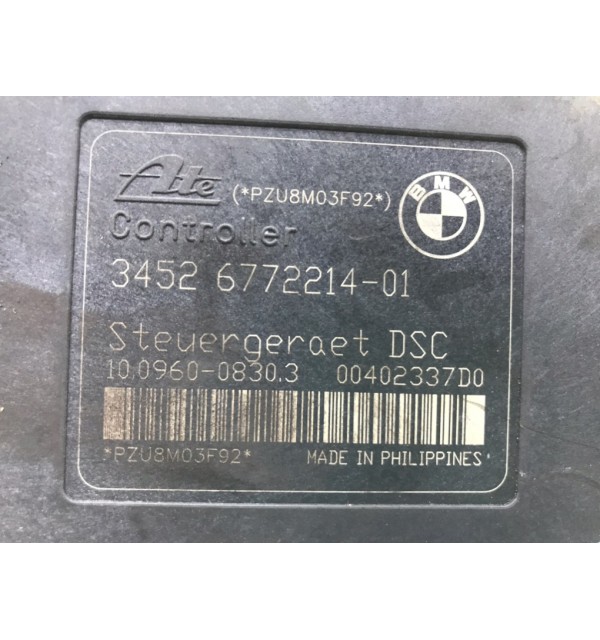 Ate (*PZU8M03F92*) BMW
Controller
3452 6772214-01
Steuergeraet DSC
10.0960-0830.3 00402337D0
*PZU8M03F92* MADE IN PHILIPPINES